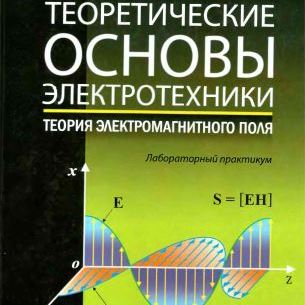 ТЕОРЕТИЧЕСКИЕ
ОСНОВЫ
ЭЛЕКТРОТЕХНИКИ
ТЕОРИЯ ЭЛЕКТРОМАГНИТНОГО ПОЛЯ
Лабораторный практикум
x
E
S = [EH]
o
z